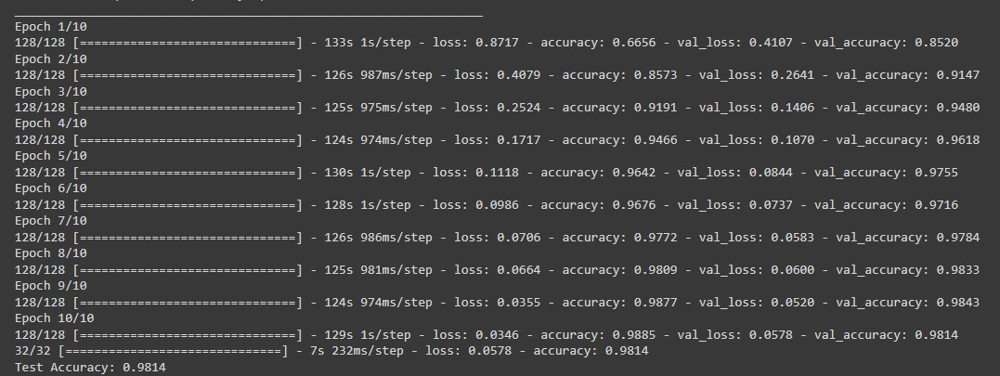 Epoch 1/10
128/128 [==============================] - 133s 1s/step - loss: 0.8717 - accuracy: 0.6656 - val_loss: 0.4107 - val_accuracy: 0.8520
Epoch 2/10
128/128 [==============================] - 126s 987ms/step - loss: 0.4079 - accuracy: 0.8573 - val_loss: 0.2641 - val_accuracy: 0.9147
Epoch 3/10
128/128 [==============================] - 125s 975ms/step - loss: 0.2524 - accuracy: 0.9191 - val_loss: 0.1406 - val_accuracy: 0.9480
Epoch 4/10
128/128 [==============================] - 124s 974ms/step - loss: 0.1717 - accuracy: 0.9466 - val_loss: 0.1070 - val_accuracy: 0.9618
Epoch 5/10
128/128 [==============================] - 130s 1s/step - loss: 0.1118 - accuracy: 0.9642 - val_loss: 0.0844 - val_accuracy: 0.9755
Epoch 6/10
128/128 [==============================] - 128s 1s/step - loss: 0.0986 - accuracy: 0.9676 - val_loss: 0.0737 - val_accuracy: 0.9716
Epoch 7/10
128/128 [==============================] - 126s 986ms/step - loss: 0.0706 - accuracy: 0.9772 - val_loss: 0.0583 - val_accuracy: 0.9784
Epoch 8/10
128/128 [==============================] - 125s 981ms/step - loss: 0.0664 - accuracy: 0.9809 - val_loss: 0.0600 - val_accuracy: 0.9833
Epoch 9/10
128/128 [==============================] - 124s 974ms/step - loss: 0.0355 - accuracy: 0.9877 - val_loss: 0.0520 - val_accuracy: 0.9843
Epoch 10/10
128/128 [==============================] - 129s 1s/step - loss: 0.0346 - accuracy: 0.9885 - val_loss: 0.0578 - val_accuracy: 0.9814
32/32 [==============================] - 7s 232ms/step - loss: 0.0578 - accuracy: 0.9814
Test Accuracy: 0.9814